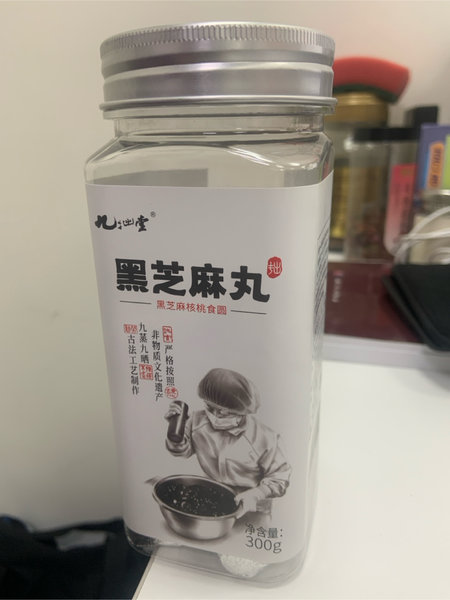 九拙堂®
黑芝麻丸
拙
黑芝麻核桃食圆
严格按照
非物质文化遗产
九蒸九晒
古法工艺制作
净含量:
300g